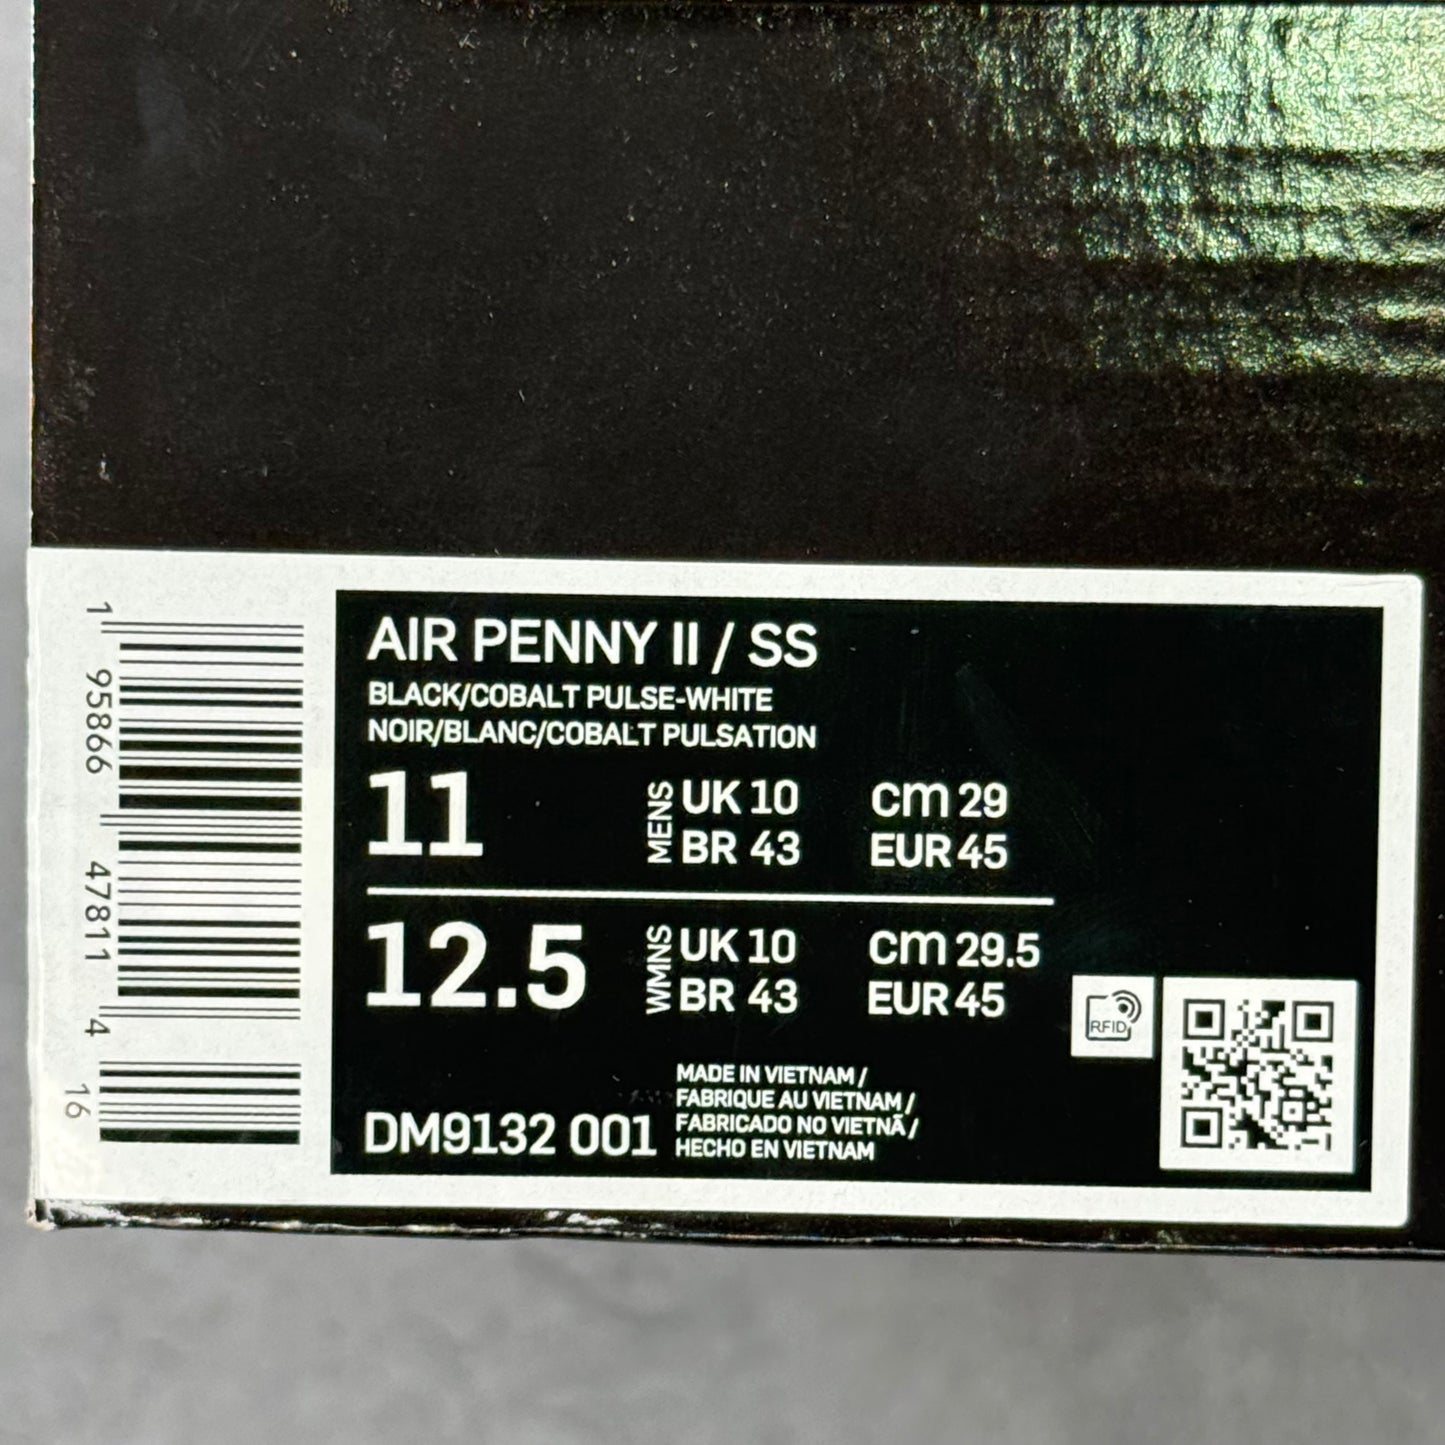 AIR PENNY II / SS
BLACK/COBALT PULSE-WHITE
NOIR/BLANC/COBALT PULSATION
11 MENS UK 10 CM 29
BR 43 EUR 45
12.5 WMNS UK 10 CM 29.5
BR 43 EUR 45
RFID
DM9132 001
MADE IN VIETNAM /
FABRIQUE AU VIETNAM /
FABRICADO NO VIETNÃ /
HECHO EN VIETNAM
1 95866 47811 4 16